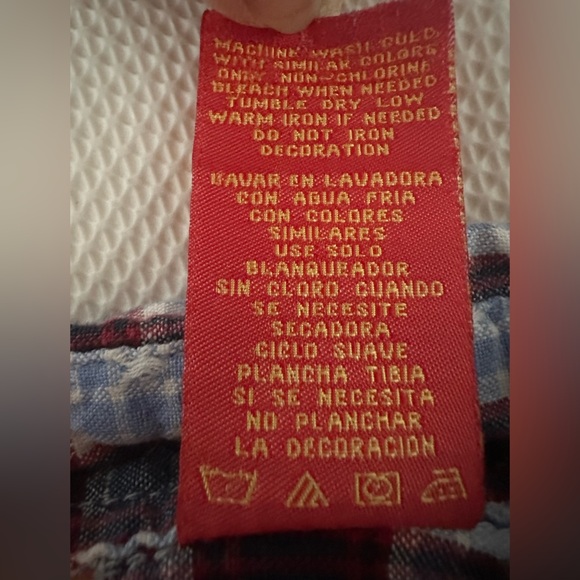 MACHINE WASH COLD
WITH SIMILAR COLORS
ONLY NON-CHLORINE
BLEACH WHEN NEEDED
TUMBLE DRY LOW
WARM IRON IF NEEDED
DO NOT IRON
DECORATION
LAVAR EN LAVADORA
CON AGUA FRIA
CON COLORES
SIMILARES
USE SOLO
BLANQUEADOR
SIN CLORO CUANDO
SE NECESITE
SECADORA
CICLO SUAVE
PLANCHA TIBIA
SI SE NECESITA
NO PLANCHAR
LA DECORACION